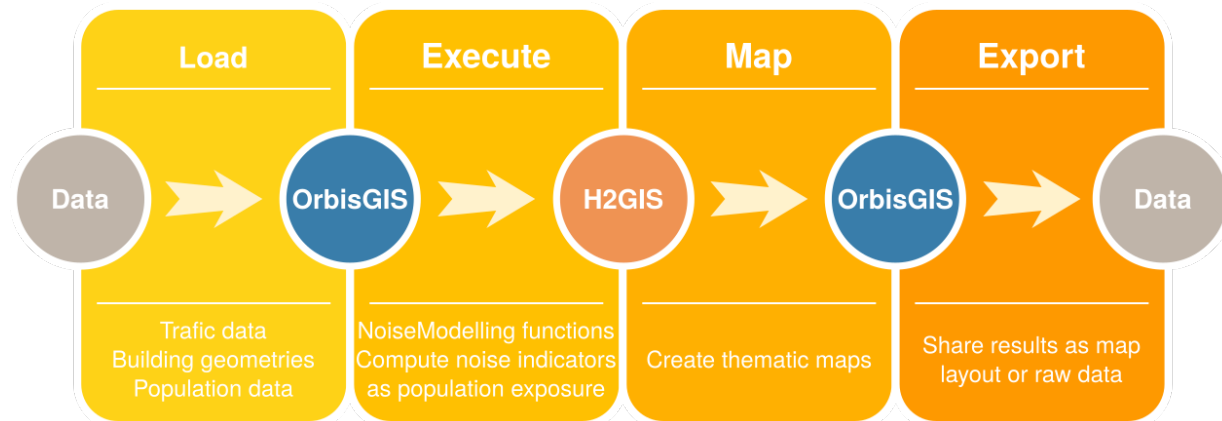 Load
Execute
Map
Export
Data
OrbisGIS
H2GIS
OrbisGIS
Data
Trafic data
Building geometries
Population data
NoiseModelling functions
Compute noise indicators
as population exposure
Create thematic maps
Share results as map
layout or raw data